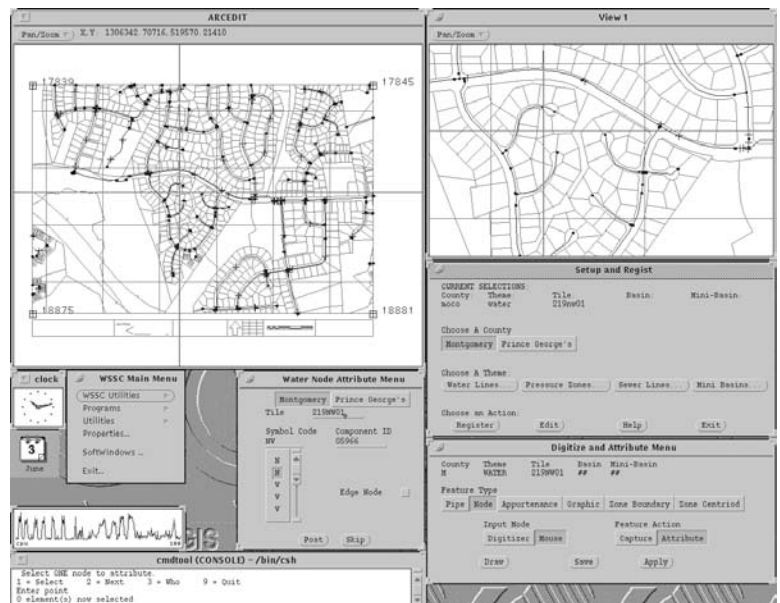 ARCEDIT
Pan/Zoom
X,Y: 1306342.70716,519570.21410
17839
17845
18875
18881
View 1
Pan/Zoom
Setup and Regist
CURRENT SELECTIONS:
County: Theme: Tile: Basin: Mini-Basin:
moco water 219nw01
Choose A County
Montgomery Prince George's
Choose A Theme:
Water Lines... Pressure Zones... Sewer Lines... Mini Basins...
Choose an Action:
Register Edit Help Exit
clock
June
3
WSSC Main Menu
WSSC Utilities
Programs
Utilities
Properties...
SoftWindows ...
Exit...
Water Node Attribute Menu
Montgomery Prince George's
Tile 219NW01
Symbol Code Component ID
NV 05966
N
N
V
V
V
Edge Node
Post Skip
Digitize and Attribute Menu
County Theme Tile Basin Mini-Basin
M WATER 219NW01 ## ##
Feature Type
Pipe Node Appurtenance Graphic Zone Boundary Zone Centriod
Input Mode Feature Action
Digitizer Mouse Capture Attribute
Draw Save Apply
cpu 100
GIS
cmdtool (CONSOLE) - /bin/csh
Select ONE node to attribute.
1 = Select 2 = Next 3 = Who 9 = Quit
Enter point
0 element(s) now selected